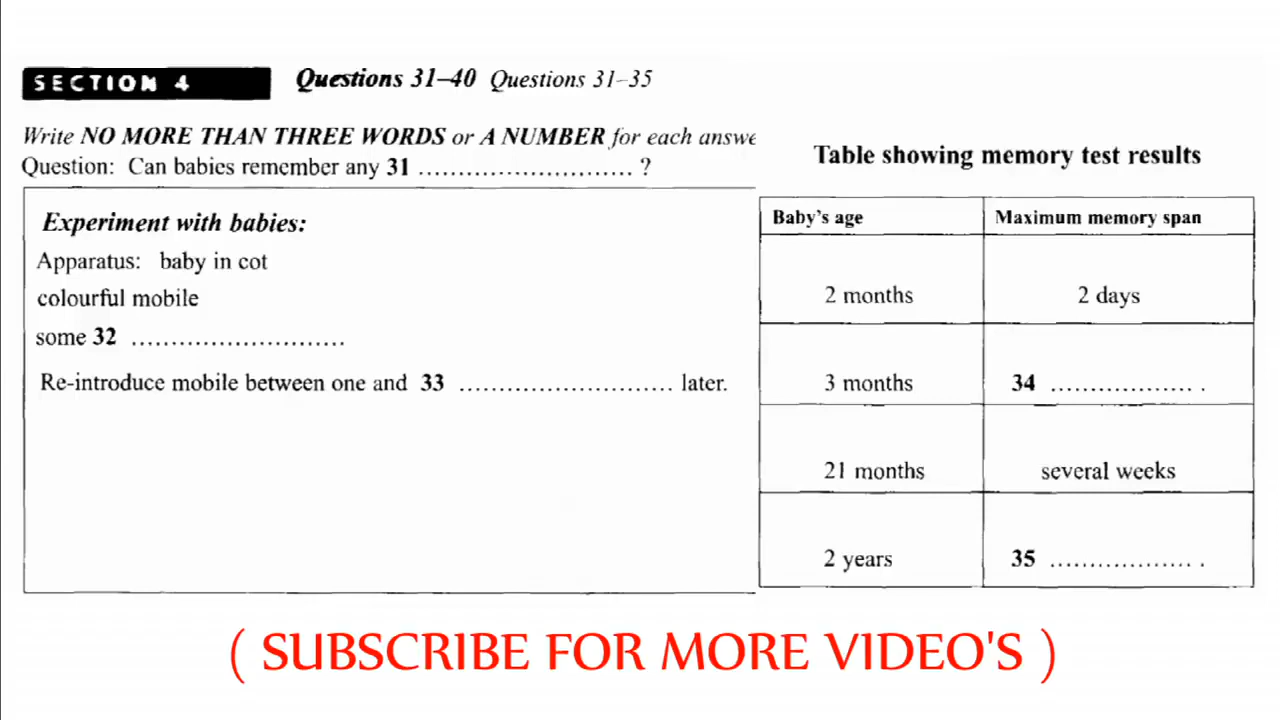 SECTION 4 Questions 31–40 Questions 31–35
Write NO MORE THAN THREE WORDS or A NUMBER for each answe
Question: Can babies remember any 31 ........................... ?
Experiment with babies:
Apparatus: baby in cot
colourful mobile
some 32 ...........................
Re-introduce mobile between one and 33 ........................... later.
Table showing memory test results
Baby's age Maximum memory span
2 months 2 days
3 months 34 .................. .
21 months several weeks
2 years 35 .................. .
( SUBSCRIBE FOR MORE VIDEO'S )